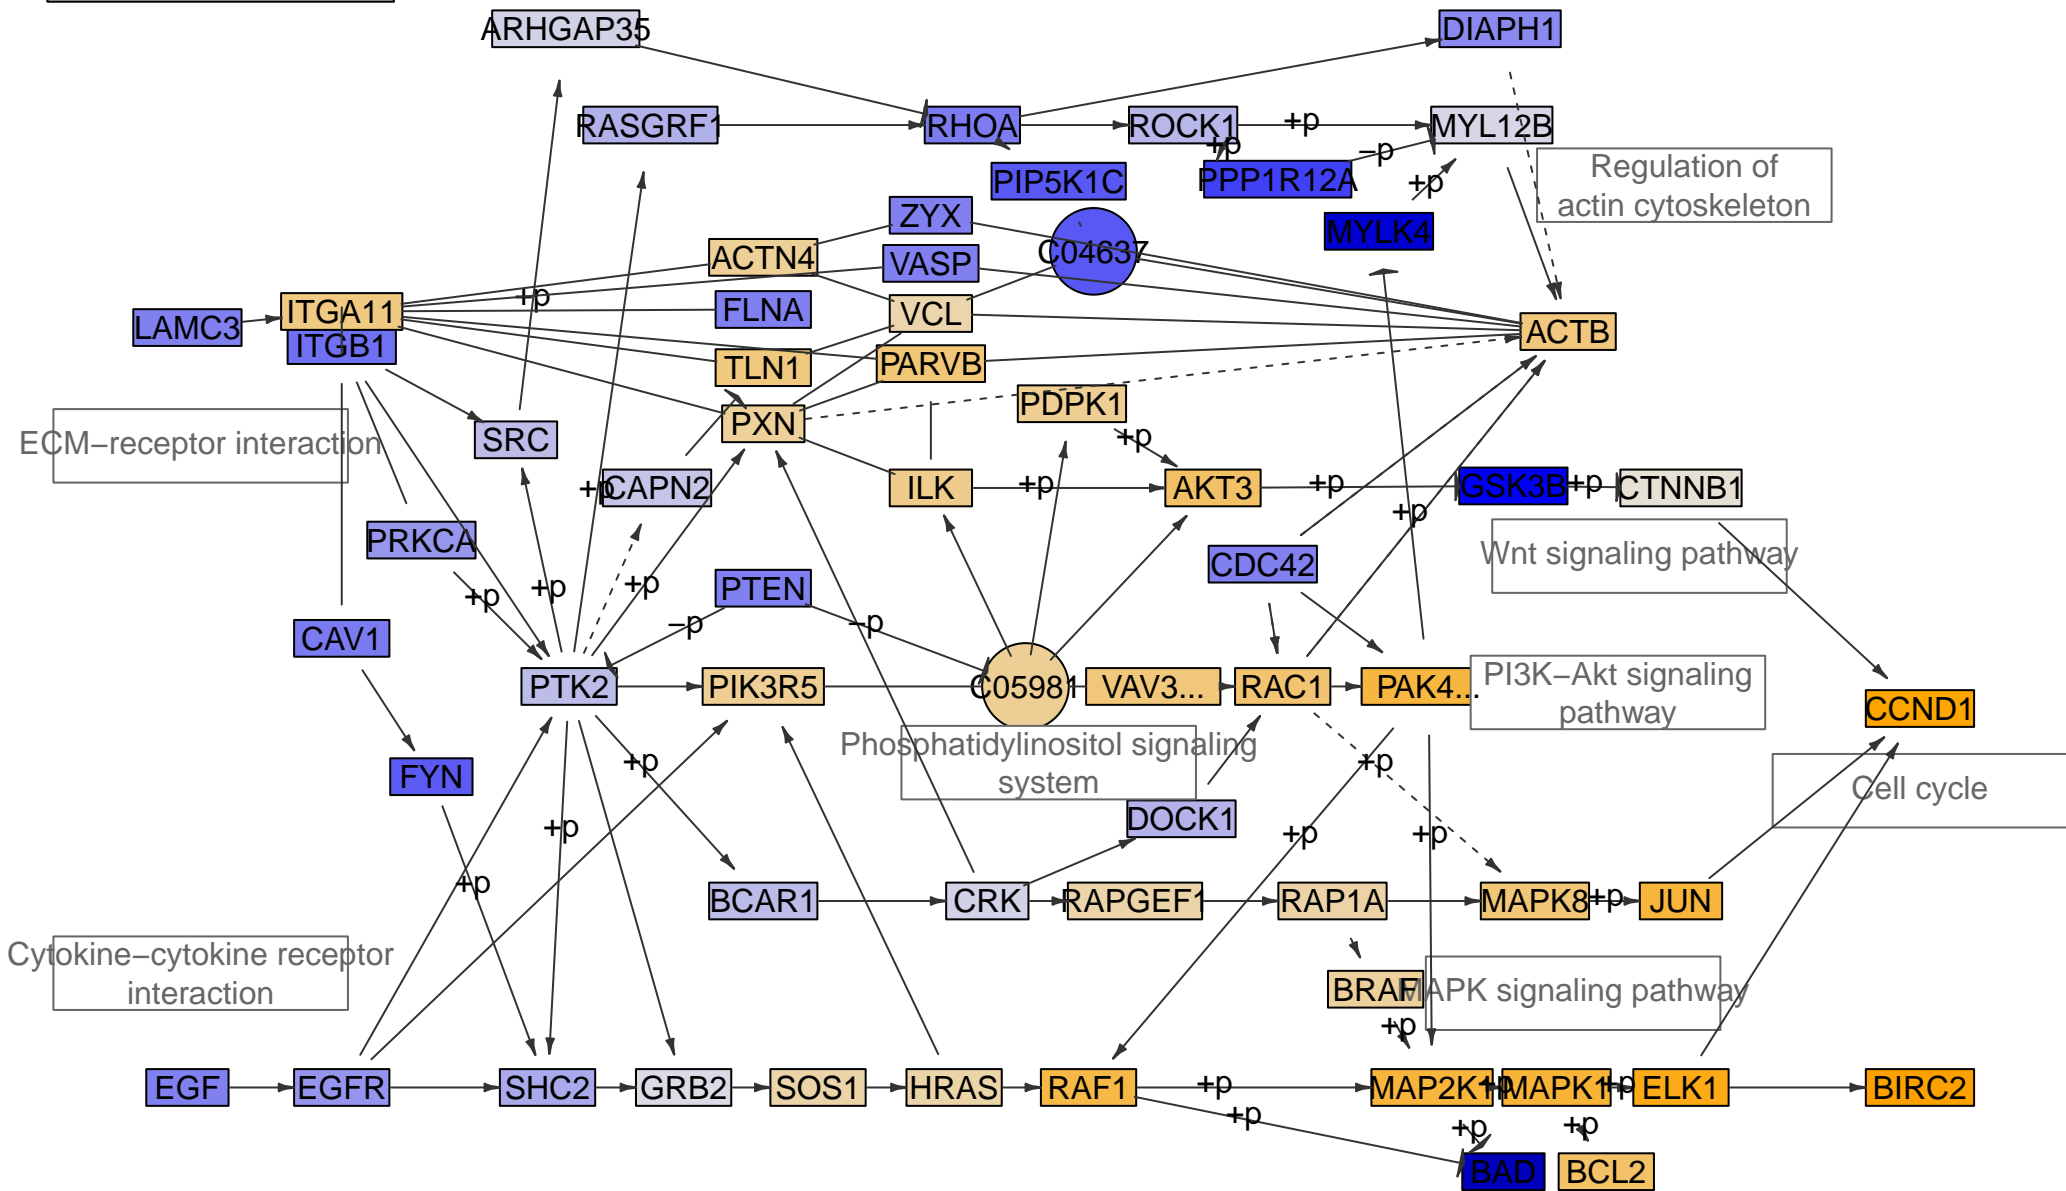 ARHGAP35
DIAPH1
RASGRF1
RHOA
ROCK1
+p
MYL12B
+p
−p
PIP5K1C
PPP1R12A
+p
Regulation of
actin cytoskeleton
ZYX
MYLK4
ACTN4
VASP
C04637
+p
ITGA11
FLNA
VCL
LAMC3
ITGB1
ACTB
TLN1
PARVB
PDPK1
PXN
+p
ECM−receptor interaction
SRC
+p
CAPN2
ILK
+p
AKT3
+p
GSK3B
+p
CTNNB1
+p
PRKCA
Wnt signaling pathway
CDC42
+p
+p
+p
PTEN
−p
−p
CAV1
PTK2
PIK3R5
C05981
VAV3...
RAC1
PAK4...
PI3K−Akt signaling
pathway
CCND1
Phosphatidylinositol signaling
system
+p
+p
FYN
Cell cycle
DOCK1
+p
+p
+p
+p
BCAR1
CRK
RAPGEF1
RAP1A
MAPK8
+p
JUN
Cytokine−cytokine receptor
interaction
BRAF
MAPK signaling pathway
+p
EGF
EGFR
SHC2
GRB2
SOS1
HRAS
RAF1
+p
MAP2K1
+p
MAPK1
+p
ELK1
BIRC2
+p
+p
+p
BAD
BCL2